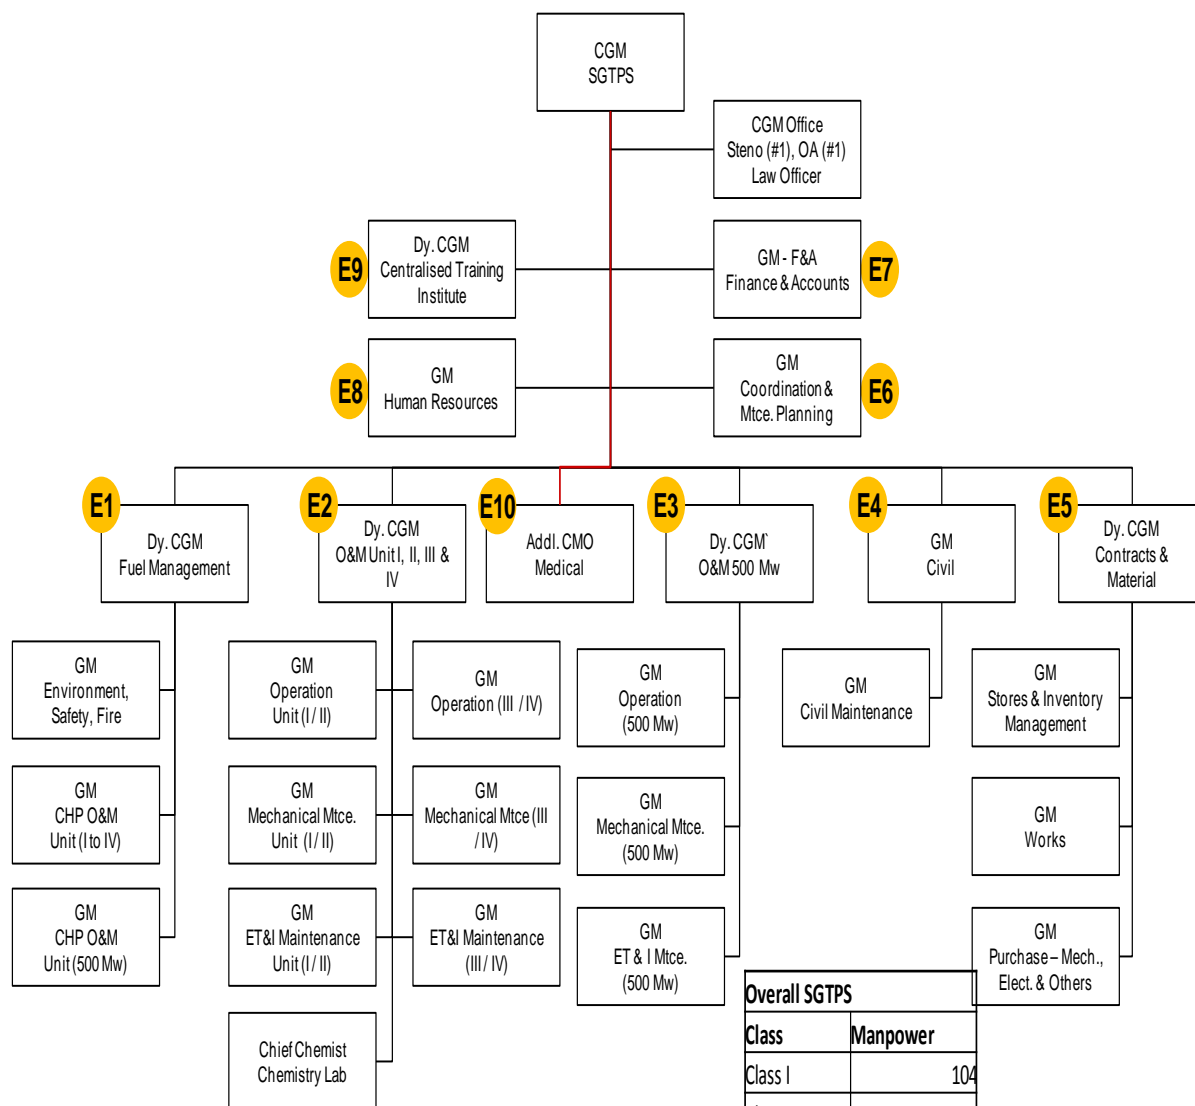 CGM
SGTPS
CGM Office
Steno (#1), OA (#1)
Law Officer
E9
Dy. CGM
Centralised Training
Institute
GM - F&A
Finance & Accounts
E7
E8
GM
Human Resources
GM
Coordination &
Mtce. Planning
E6
E1
Dy. CGM
Fuel Management
E2
Dy. CGM
O&M Unit I, II, III &
IV
E10
Addl. CMO
Medical
E3
Dy. CGM`
O&M 500 Mw
E4
GM
Civil
E5
Dy. CGM
Contracts &
Material
GM
Environment,
Safety, Fire
GM
Operation
Unit (I / II)
GM
Operation (III / IV)
GM
Operation
(500 Mw)
GM
Civil Maintenance
GM
Stores & Inventory
Management
GM
CHP O&M
Unit (I to IV)
GM
Mechanical Mtce.
Unit (I / II)
GM
Mechanical Mtce (III
/ IV)
GM
Mechanical Mtce.
(500 Mw)
GM
Works
GM
CHP O&M
Unit (500 Mw)
GM
ET&I Maintenance
Unit (I / II)
GM
ET&I Maintenance
(III / IV)
GM
ET & I Mtce.
(500 Mw)
GM
Purchase – Mech.,
Elect. & Others
Chief Chemist
Chemistry Lab
Overall SGTPS
Class Manpower
Class I 104